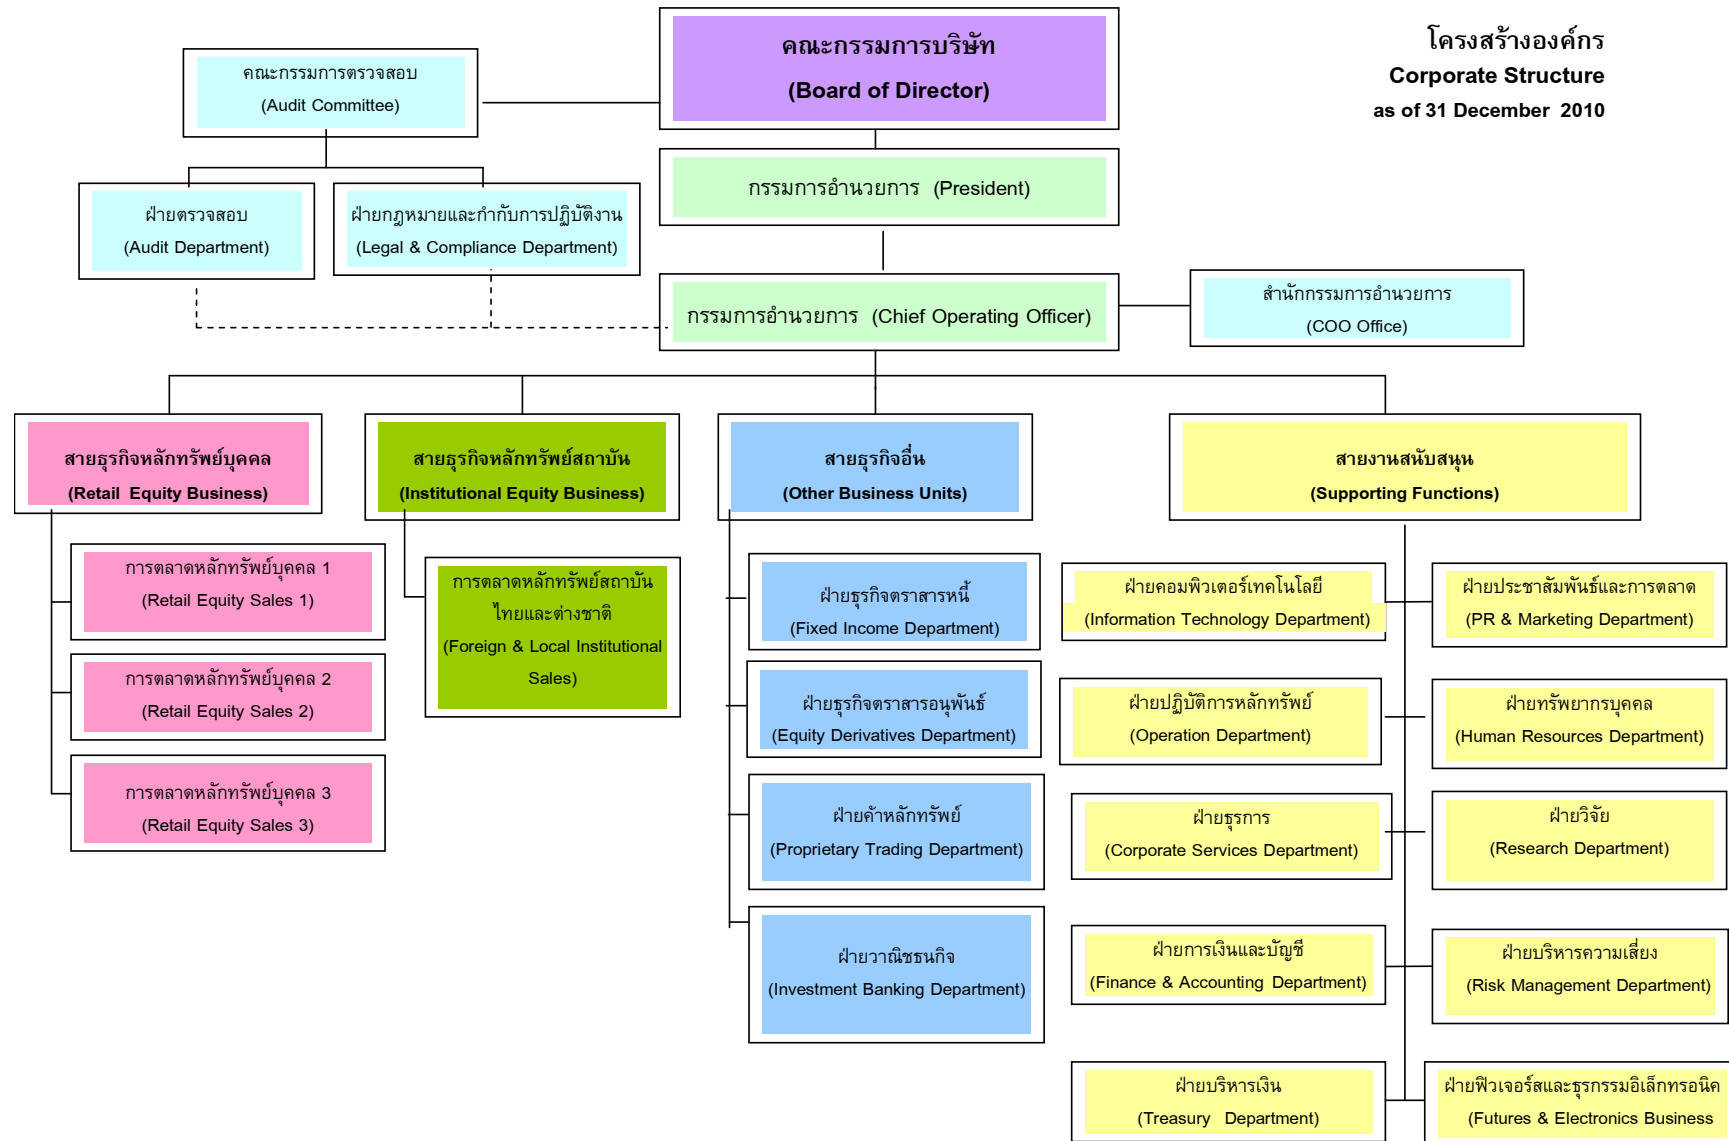 โครงสร้างองค์กร
Corporate Structure
as of 31 December 2010
คณะกรรมการบริษัท
(Board of Director)
คณะกรรมการตรวจสอบ
(Audit Committee)
กรรมการอำนวยการ (President)
ฝ่ายตรวจสอบ
(Audit Department)
ฝ่ายกฎหมายและกำกับการปฏิบัติงาน
(Legal & Compliance Department)
กรรมการอำนวยการ (Chief Operating Officer)
สำนักกรรมการอำนวยการ
(COO Office)
สายธุรกิจหลักทรัพย์บุคคล
(Retail Equity Business)
การตลาดหลักทรัพย์บุคคล 1
(Retail Equity Sales 1)
การตลาดหลักทรัพย์บุคคล 2
(Retail Equity Sales 2)
การตลาดหลักทรัพย์บุคคล 3
(Retail Equity Sales 3)
สายธุรกิจหลักทรัพย์สถาบัน
(Institutional Equity Business)
การตลาดหลักทรัพย์สถาบัน
ไทยและต่างชาติ
(Foreign & Local Institutional
Sales)
สายธุรกิจอื่น
(Other Business Units)
ฝ่ายธุรกิจตราสารหนี้
(Fixed Income Department)
ฝ่ายธุรกิจตราสารอนุพันธ์
(Equity Derivatives Department)
ฝ่ายค้าหลักทรัพย์
(Proprietary Trading Department)
ฝ่ายวาณิชธนกิจ
(Investment Banking Department)
สายงานสนับสนุน
(Supporting Functions)
ฝ่ายคอมพิวเตอร์เทคโนโลยี
(Information Technology Department)
ฝ่ายประชาสัมพันธ์และการตลาด
(PR & Marketing Department)
ฝ่ายปฏิบัติการหลักทรัพย์
(Operation Department)
ฝ่ายทรัพยากรบุคคล
(Human Resources Department)
ฝ่ายธุรการ
(Corporate Services Department)
ฝ่ายวิจัย
(Research Department)
ฝ่ายการเงินและบัญชี
(Finance & Accounting Department)
ฝ่ายบริหารความเสี่ยง
(Risk Management Department)
ฝ่ายบริหารเงิน
(Treasury Department)
ฝ่ายฟิวเจอร์สและธุรกรรมอิเล็กทรอนิค
(Futures & Electronics Business